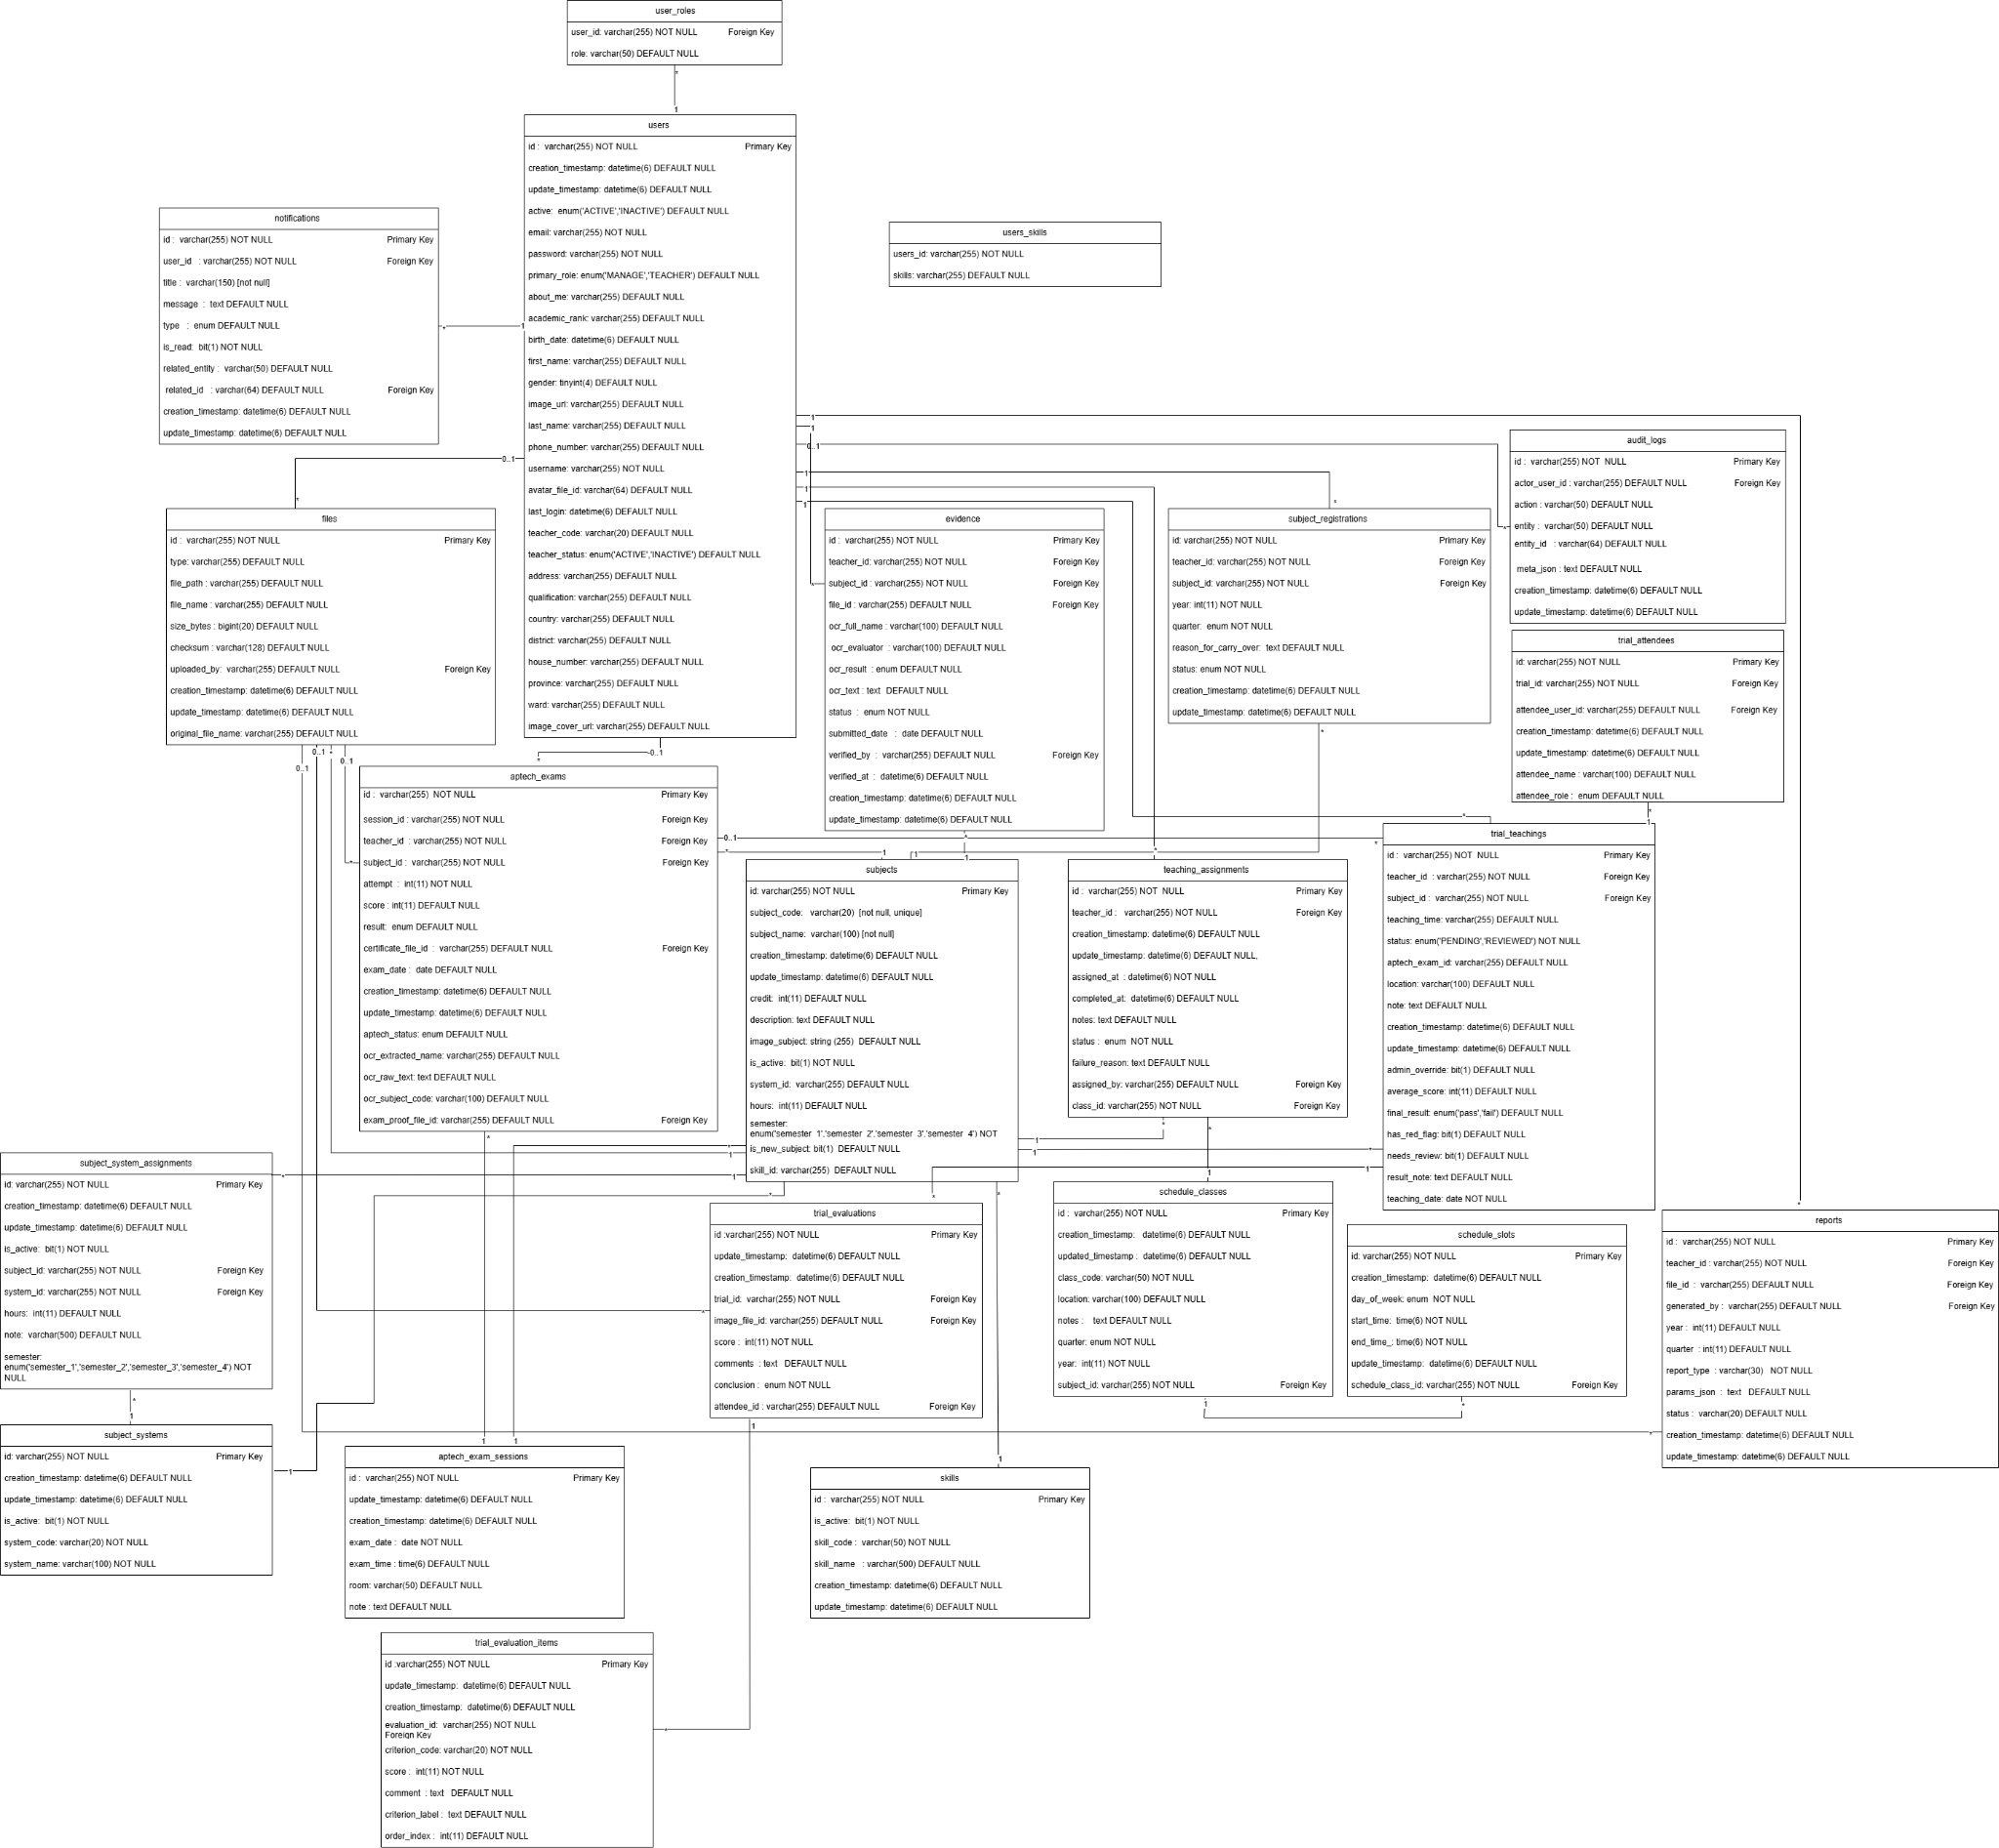 user_roles
user_id: varchar(255) NOT NULL Foreign Key
role: varchar(50) DEFAULT NULL
*
1
users
id : varchar(255) NOT NULL Primary Key
creation_timestamp: datetime(6) DEFAULT NULL
update_timestamp: datetime(6) DEFAULT NULL
active: enum('ACTIVE','INACTIVE') DEFAULT NULL
email: varchar(255) NOT NULL
password: varchar(255) NOT NULL
primary_role: enum('MANAGE','TEACHER') DEFAULT NULL
about_me: varchar(255) DEFAULT NULL
academic_rank: varchar(255) DEFAULT NULL
birth_date: datetime(6) DEFAULT NULL
first_name: varchar(255) DEFAULT NULL
gender: tinyint(4) DEFAULT NULL
image_url: varchar(255) DEFAULT NULL
last_name: varchar(255) DEFAULT NULL
phone_number: varchar(255) DEFAULT NULL
username: varchar(255) NOT NULL
avatar_file_id: varchar(64) DEFAULT NULL
last_login: datetime(6) DEFAULT NULL
teacher_code: varchar(20) DEFAULT NULL
teacher_status: enum('ACTIVE','INACTIVE') DEFAULT NULL
address: varchar(255) DEFAULT NULL
qualification: varchar(255) DEFAULT NULL
country: varchar(255) DEFAULT NULL
district: varchar(255) DEFAULT NULL
house_number: varchar(255) DEFAULT NULL
province: varchar(255) DEFAULT NULL
ward: varchar(255) DEFAULT NULL
image_cover_url: varchar(255) DEFAULT NULL
notifications
id : varchar(255) NOT NULL Primary Key
user_id : varchar(255) NOT NULL Foreign Key
title : varchar(150) [not null]
message : text DEFAULT NULL
type : enum DEFAULT NULL
is_read: bit(1) NOT NULL
related_entity : varchar(50) DEFAULT NULL
related_id : varchar(64) DEFAULT NULL Foreign Key
creation_timestamp: datetime(6) DEFAULT NULL
update_timestamp: datetime(6) DEFAULT NULL
*
1
users_skills
users_id: varchar(255) NOT NULL
skills: varchar(255) DEFAULT NULL
1
1
0..1
1
1
1
0..1
*
*
*
*
files
id : varchar(255) NOT NULL Primary Key
type: varchar(255) DEFAULT NULL
file_path : varchar(255) DEFAULT NULL
file_name : varchar(255) DEFAULT NULL
size_bytes : bigint(20) DEFAULT NULL
checksum : varchar(128) DEFAULT NULL
uploaded_by: varchar(255) DEFAULT NULL Foreign Key
creation_timestamp: datetime(6) DEFAULT NULL
update_timestamp: datetime(6) DEFAULT NULL
original_file_name: varchar(255) DEFAULT NULL
evidence
id : varchar(255) NOT NULL Primary Key
teacher_id: varchar(255) NOT NULL Foreign Key
subject_id : varchar(255) NOT NULL Foreign Key
file_id : varchar(255) DEFAULT NULL Foreign Key
ocr_full_name : varchar(100) DEFAULT NULL
ocr_evaluator : varchar(100) DEFAULT NULL
ocr_result : enum DEFAULT NULL
ocr_text : text DEFAULT NULL
status : enum NOT NULL
submitted_date : date DEFAULT NULL
verified_by : varchar(255) DEFAULT NULL Foreign Key
verified_at : datetime(6) DEFAULT NULL
creation_timestamp: datetime(6) DEFAULT NULL
update_timestamp: datetime(6) DEFAULT NULL
subject_registrations
id: varchar(255) NOT NULL Primary Key
teacher_id: varchar(255) NOT NULL Foreign Key
subject_id: varchar(255) NOT NULL Foreign Key
year: int(11) NOT NULL
quarter: enum NOT NULL
reason_for_carry_over: text DEFAULT NULL
status: enum NOT NULL
creation_timestamp: datetime(6) DEFAULT NULL
update_timestamp: datetime(6) DEFAULT NULL
audit_logs
id : varchar(255) NOT NULL Primary Key
actor_user_id : varchar(255) DEFAULT NULL Foreign Key
action : varchar(50) DEFAULT NULL
entity : varchar(50) DEFAULT NULL
entity_id : varchar(64) DEFAULT NULL
meta_json : text DEFAULT NULL
creation_timestamp: datetime(6) DEFAULT NULL
update_timestamp: datetime(6) DEFAULT NULL
*
trial_attendees
id: varchar(255) NOT NULL Primary Key
trial_id: varchar(255) NOT NULL Foreign Key
attendee_user_id: varchar(255) DEFAULT NULL Foreign Key
creation_timestamp: datetime(6) DEFAULT NULL
update_timestamp: datetime(6) DEFAULT NULL
attendee_name : varchar(100) DEFAULT NULL
attendee_role : enum DEFAULT NULL
*
1
0..1
0..1
*
0..1
*
0..1
aptech_exams
id : varchar(255) NOT NULL Primary Key
session_id : varchar(255) NOT NULL Foreign Key
teacher_id : varchar(255) NOT NULL Foreign Key
subject_id : varchar(255) NOT NULL Foreign Key
attempt : int(11) NOT NULL
score : int(11) DEFAULT NULL
result: enum DEFAULT NULL
certificate_file_id : varchar(255) DEFAULT NULL Foreign Key
exam_date : date DEFAULT NULL
creation_timestamp: datetime(6) DEFAULT NULL
update_timestamp: datetime(6) DEFAULT NULL
aptech_status: enum DEFAULT NULL
ocr_extracted_name: varchar(255) DEFAULT NULL
ocr_raw_text: text DEFAULT NULL
ocr_subject_code: varchar(100) DEFAULT NULL
exam_proof_file_id: varchar(255) DEFAULT NULL Foreign Key
0..1
*
*
*
1
*
1
1
*
*
subjects
id: varchar(255) NOT NULL Primary Key
subject_code: varchar(20) [not null, unique]
subject_name: varchar(100) [not null]
creation_timestamp: datetime(6) DEFAULT NULL
update_timestamp: datetime(6) DEFAULT NULL
credit: int(11) DEFAULT NULL
description: text DEFAULT NULL
image_subject: string (255) DEFAULT NULL
is_active: bit(1) NOT NULL
system_id: varchar(255) DEFAULT NULL
hours: int(11) DEFAULT NULL
semester:
enum('semester_1','semester_2','semester_3','semester_4') NOT
is_new_subject: bit(1) DEFAULT NULL
skill_id: varchar(255) DEFAULT NULL
teaching_assignments
id : varchar(255) NOT NULL Primary Key
teacher_id : varchar(255) NOT NULL Foreign Key
creation_timestamp: datetime(6) DEFAULT NULL
update_timestamp: datetime(6) DEFAULT NULL,
assigned_at : datetime(6) NOT NULL
completed_at: datetime(6) DEFAULT NULL
notes: text DEFAULT NULL
status : enum NOT NULL
failure_reason: text DEFAULT NULL
assigned_by: varchar(255) DEFAULT NULL Foreign Key
class_id: varchar(255) NOT NULL Foreign Key
trial_teachings
id : varchar(255) NOT NULL Primary Key
teacher_id : varchar(255) NOT NULL Foreign Key
subject_id : varchar(255) NOT NULL Foreign Key
teaching_time: varchar(255) DEFAULT NULL
status: enum('PENDING','REVIEWED') NOT NULL
aptech_exam_id: varchar(255) DEFAULT NULL
location: varchar(100) DEFAULT NULL
note: text DEFAULT NULL
creation_timestamp: datetime(6) DEFAULT NULL
update_timestamp: datetime(6) DEFAULT NULL
admin_override: bit(1) DEFAULT NULL
average_score: int(11) DEFAULT NULL
final_result: enum('pass','fail') DEFAULT NULL
has_red_flag: bit(1) DEFAULT NULL
needs_review: bit(1) DEFAULT NULL
result_note: text DEFAULT NULL
teaching_date: date NOT NULL
*
*
1
*
1
*
1
*
1
*
1
*
1
*
1
*
*
*
subject_system_assignments
id: varchar(255) NOT NULL Primary Key
creation_timestamp: datetime(6) DEFAULT NULL
update_timestamp: datetime(6) DEFAULT NULL
is_active: bit(1) NOT NULL
subject_id: varchar(255) NOT NULL Foreign Key
system_id: varchar(255) NOT NULL Foreign Key
hours: int(11) DEFAULT NULL
note: varchar(500) DEFAULT NULL
semester:
enum('semester_1','semester_2','semester_3','semester_4') NOT
NULL
*
1
trial_evaluations
id :varchar(255) NOT NULL Primary Key
update_timestamp: datetime(6) DEFAULT NULL
creation_timestamp: datetime(6) DEFAULT NULL
trial_id: varchar(255) NOT NULL Foreign Key
image_file_id: varchar(255) DEFAULT NULL Foreign Key
score : int(11) NOT NULL
comments : text DEFAULT NULL
conclusion : enum NOT NULL
attendee_id : varchar(255) DEFAULT NULL Foreign Key
*
1
schedule_classes
id : varchar(255) NOT NULL Primary Key
creation_timestamp: datetime(6) DEFAULT NULL
updated_timestamp : datetime(6) DEFAULT NULL
class_code: varchar(50) NOT NULL
location: varchar(100) DEFAULT NULL
notes : text DEFAULT NULL
quarter: enum NOT NULL
year: int(11) NOT NULL
subject_id: varchar(255) NOT NULL Foreign Key
schedule_slots
id: varchar(255) NOT NULL Primary Key
creation_timestamp: datetime(6) DEFAULT NULL
day_of_week: enum NOT NULL
start_time: time(6) NOT NULL
end_time_: time(6) NOT NULL
update_timestamp: datetime(6) DEFAULT NULL
schedule_class_id: varchar(255) NOT NULL Foreign Key
1
*
reports
id : varchar(255) NOT NULL Primary Key
teacher_id : varchar(255) NOT NULL Foreign Key
file_id : varchar(255) DEFAULT NULL Foreign Key
generated_by : varchar(255) DEFAULT NULL Foreign Key
year : int(11) DEFAULT NULL
quarter : int(11) DEFAULT NULL
report_type : varchar(30) NOT NULL
params_json : text DEFAULT NULL
status : varchar(20) DEFAULT NULL
creation_timestamp: datetime(6) DEFAULT NULL
update_timestamp: datetime(6) DEFAULT NULL
*
subject_systems
id: varchar(255) NOT NULL Primary Key
creation_timestamp: datetime(6) DEFAULT NULL
update_timestamp: datetime(6) DEFAULT NULL
is_active: bit(1) NOT NULL
system_code: varchar(20) NOT NULL
system_name: varchar(100) NOT NULL
1
1
1
aptech_exam_sessions
id : varchar(255) NOT NULL Primary Key
update_timestamp: datetime(6) DEFAULT NULL
creation_timestamp: datetime(6) DEFAULT NULL
exam_date : date NOT NULL
exam_time : time(6) DEFAULT NULL
room: varchar(50) DEFAULT NULL
note : text DEFAULT NULL
1
skills
id : varchar(255) NOT NULL Primary Key
is_active: bit(1) NOT NULL
skill_code : varchar(50) NOT NULL
skill_name : varchar(500) DEFAULT NULL
creation_timestamp: datetime(6) DEFAULT NULL
update_timestamp: datetime(6) DEFAULT NULL
trial_evaluation_items
id :varchar(255) NOT NULL Primary Key
update_timestamp: datetime(6) DEFAULT NULL
creation_timestamp: datetime(6) DEFAULT NULL
evaluation_id: varchar(255) NOT NULL
Foreign Key
criterion_code: varchar(20) NOT NULL
score : int(11) NOT NULL
comment : text DEFAULT NULL
criterion_label : text DEFAULT NULL
order_index : int(11) DEFAULT NULL
*